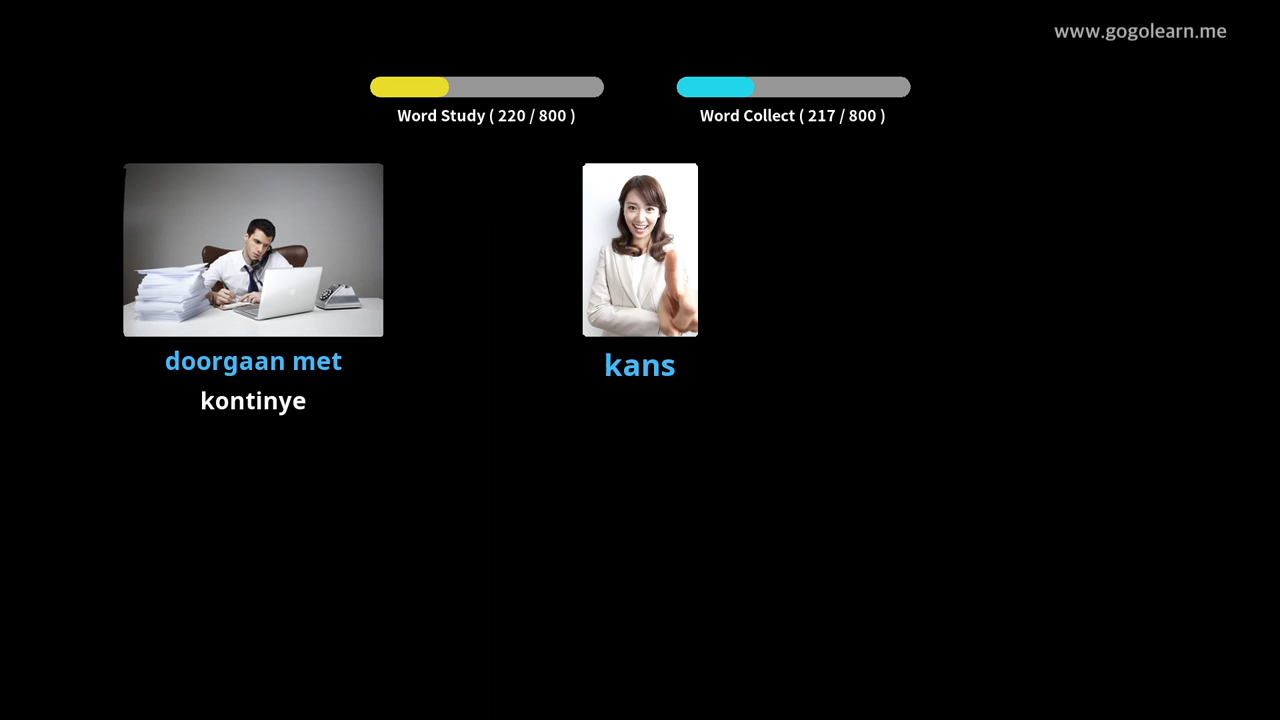 www.gogolearn.me
Word Study ( 220 / 800 )
Word Collect ( 217 / 800 )
doorgaan met
kontinye
kans